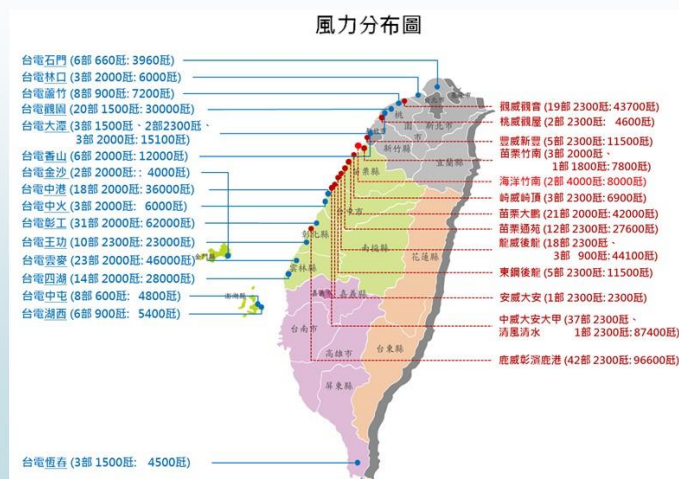 風力分布圖
台電石門 (6部 660瓩: 3960瓩)
台電林口 (3部 2000瓩: 6000瓩)
台電蘆竹 (8部 900瓩: 7200瓩)
台電觀園 (20部 1500瓩: 30000瓩)
台電大潭 (3部 1500瓩、2部2300瓩、
3部 2000瓩: 15100瓩)
台電香山 (6部 2000瓩: 12000瓩)
台電金沙 (2部 2000瓩: 4000瓩)
台電中港 (18部 2000瓩: 36000瓩)
台電中火 (3部 2000瓩: 6000瓩)
台電彰工 (31部 2000瓩: 62000瓩)
台電王功 (10部 2300瓩: 23000瓩)
台電雲麥 (23部 2000瓩: 46000瓩)
台電四湖 (14部 2000瓩: 28000瓩)
台電中屯 (8部 600瓩: 4800瓩)
台電湖西 (6部 900瓩: 5400瓩)
台電恆春 (3部 1500瓩: 4500瓩)
觀威觀音 (19部 2300瓩: 43700瓩)
桃威觀屋 (2部 2300瓩: 4600瓩)
豐威新豐 (5部 2300瓩: 11500瓩)
苗栗竹南 (3部 2000瓩、
1部 1800瓩: 7800瓩)
海洋竹南 (2部 4000瓩: 8000瓩)
崎威崎頂 (3部 2300瓩: 6900瓩)
苗栗大鵬 (21部 2000瓩: 42000瓩)
苗栗通苑 (12部 2300瓩: 27600瓩)
龍威後龍 (18部 2300瓩、
3部 900瓩: 44100瓩)
東鋼後龍 (5部 2300瓩: 11500瓩)
安威大安 (1部 2300瓩: 2300瓩)
中威大安大甲 (37部 2300瓩、
清風清水 1部 2300瓩: 87400瓩)
鹿威彰濱鹿港 (42部 2300瓩: 96600瓩)
桃
園
市
新北市
新竹縣
宜蘭縣
苗栗縣
台中市
彰化縣
南投縣
花蓮縣
雲林縣
嘉義縣
台南市
高雄市
台東縣
屏東縣
金門縣
澎湖縣